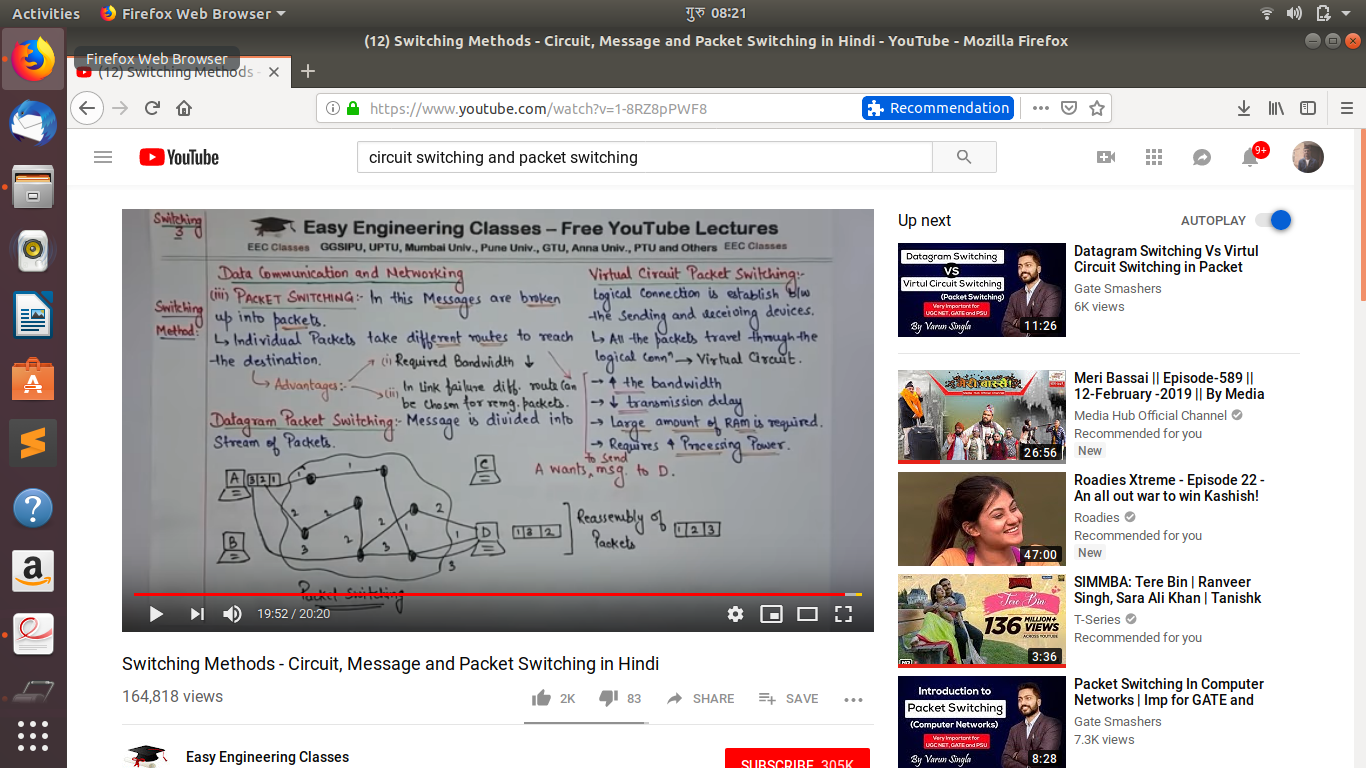 Activities
Firefox Web Browser
गुरु 08:21
(12) Switching Methods - Circuit, Message and Packet Switching in Hindi - YouTube - Mozilla Firefox
Firefox Web Browser
(12) Switching Methods -
https://www.youtube.com/watch?v=1-8RZ8pPWF8
Recommendation
YouTube
circuit switching and packet switching
9+
Switching
3
Easy Engineering Classes – Free YouTube Lectures
EEC Classes GGSIPU, UPTU, Mumbai Univ., Pune Univ., GTU, Anna Univ., PTU and Others EEC Classes
Switching
Method:
Data Communication and Networking
(iii) PACKET SWITCHING:- In this Messages are broken
up into packets.
↳ Individual Packets take different routes to reach
the destination.
(i) Required Bandwidth ↓
↳ Advantages:-
(ii) In link failure diff. route can
be chosen for remg. packets.
Datagram Packet Switching:- Message is divided into
Stream of Packets.
Virtual Circuit Packet Switching:-
Logical connection is establish b/w
the sending and receiving devices.
↳ All the packets travel through the
logical connⁿ → Virtual Circuit.
→ ↑ the bandwidth
→ ↓ transmission delay
→ Large amount of RAM is required.
→ Requires ↑ Processing Power.
to send
A wants, msg. to D.
A 3 2 1
B
C
D
1 3 2
Reassembly of
Packets
1 2 3
Packet Switching
19:52 / 20:20
Switching Methods - Circuit, Message and Packet Switching in Hindi
164,818 views
2K
83
SHARE
SAVE
Easy Engineering Classes
SUBSCRIBE 305K
Up next
AUTOPLAY
Datagram Switching
VS
Virtul Circuit Switching
(Packet Switching)
Very Important for
UGC NET, GATE and PSU
By Varun Singla
11:26
Datagram Switching Vs Virtul
Circuit Switching in Packet
Gate Smashers
6K views
26:56
Meri Bassai || Episode-589 ||
12-February -2019 || By Media
Media Hub Official Channel
Recommended for you
New
47:00
Roadies Xtreme - Episode 22 -
An all out war to win Kashish!
Roadies
Recommended for you
New
Tere Bin
136 MILLION+
VIEWS
ACROSS YOUTUBE
3:36
SIMMBA: Tere Bin | Ranveer
Singh, Sara Ali Khan | Tanishk
T-Series
Recommended for you
Introduction to
Packet Switching
(Computer Networks)
Very Important for
UGC NET, GATE and PSU
By Varun Singla
8:28
Packet Switching In Computer
Networks | Imp for GATE and
Gate Smashers
7.3K views